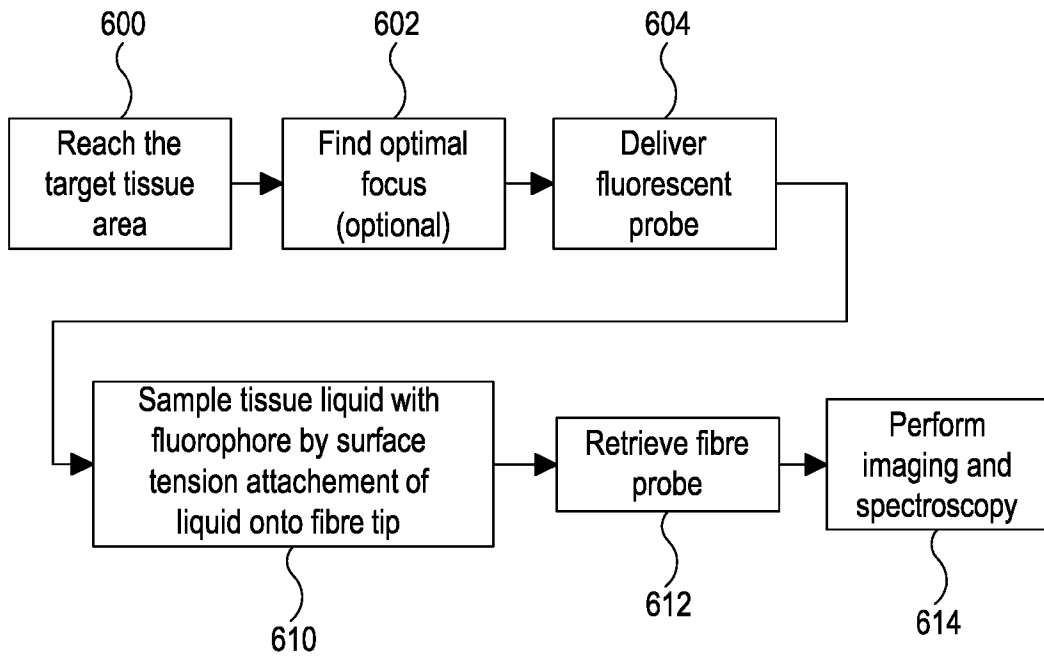 600
602
604
Reach the
target tissue
area
Find optimal
focus
(optional)
Deliver
fluorescent
probe
Sample tissue liquid with
fluorophore by surface
tension attachement of
liquid onto fibre tip
Retrieve fibre
probe
Perform
imaging and
spectroscopy
610
612
614